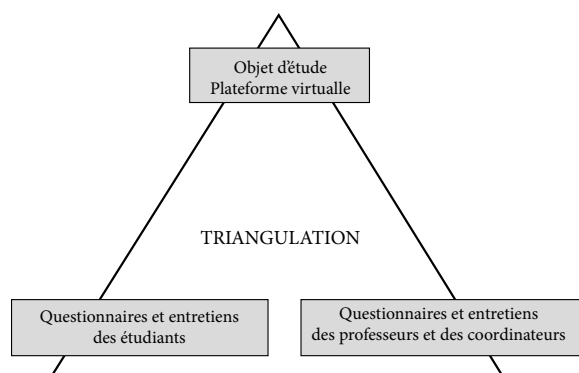 Objet d'étude
Plateforme virtualle
TRIANGULATION
Questionnaires et entretiens
des étudiants
Questionnaires et entretiens
des professeurs et des coordinateurs